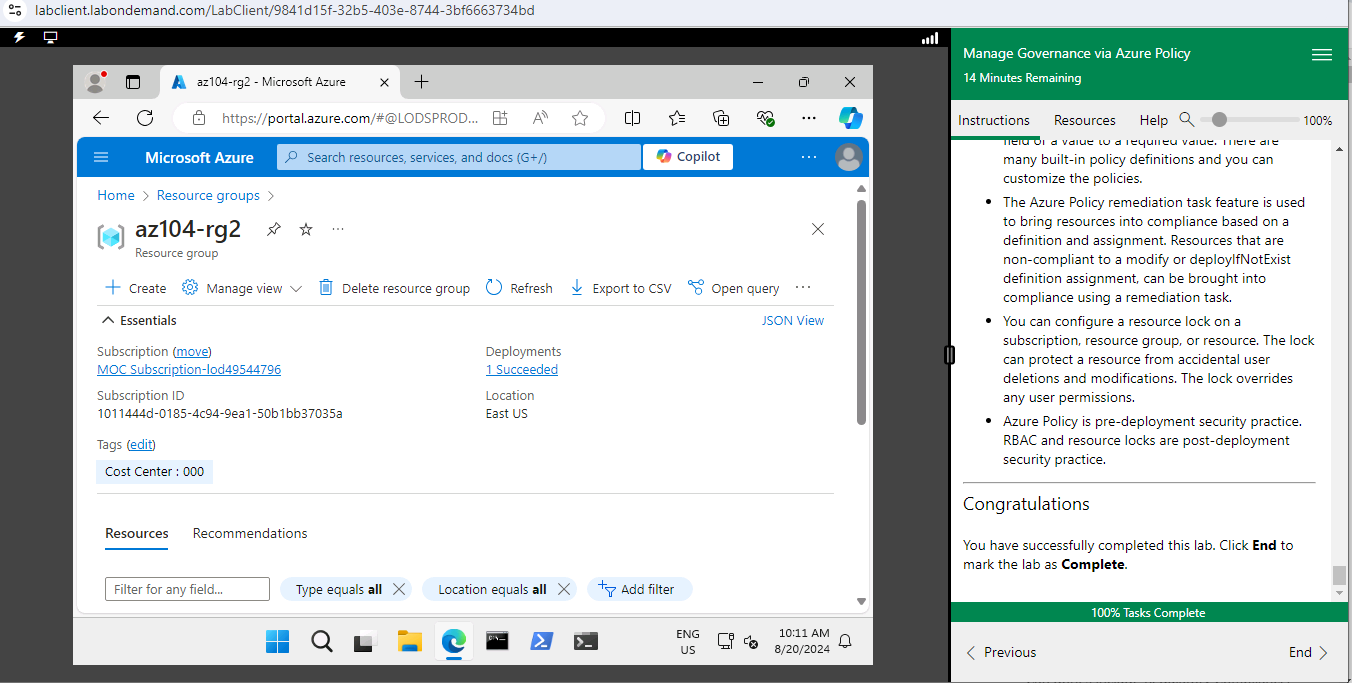 labclient.labondemand.com/LabClient/9841d15f-32b5-403e-8744-3bf6663734bd
az104-rg2 - Microsoft Azure
https://portal.azure.com/#@LODSPROD...
Microsoft Azure
Search resources, services, and docs (G+/)
Copilot
Home > Resource groups >
az104-rg2
Resource group
Create
Manage view
Delete resource group
Refresh
Export to CSV
Open query
Essentials
JSON View
Subscription (move)
MOC Subscription-lod49544796
Subscription ID
1011444d-0185-4c94-9ea1-50b1bb37035a
Deployments
1 Succeeded
Location
East US
Tags (edit)
Cost Center : 000
Resources
Recommendations
Filter for any field...
Type equals all
Location equals all
Add filter
ENG
US
10:11 AM
8/20/2024
Manage Governance via Azure Policy
14 Minutes Remaining
Instructions
Resources
Help
100%
field or a value to a required value. There are
many built-in policy definitions and you can
customize the policies.
• The Azure Policy remediation task feature is used
to bring resources into compliance based on a
definition and assignment. Resources that are
non-compliant to a modify or deployIfNotExist
definition assignment, can be brought into
compliance using a remediation task.
• You can configure a resource lock on a
subscription, resource group, or resource. The lock
can protect a resource from accidental user
deletions and modifications. The lock overrides
any user permissions.
• Azure Policy is pre-deployment security practice.
RBAC and resource locks are post-deployment
security practice.
Congratulations
You have successfully completed this lab. Click End to
mark the lab as Complete.
100% Tasks Complete
Previous
End